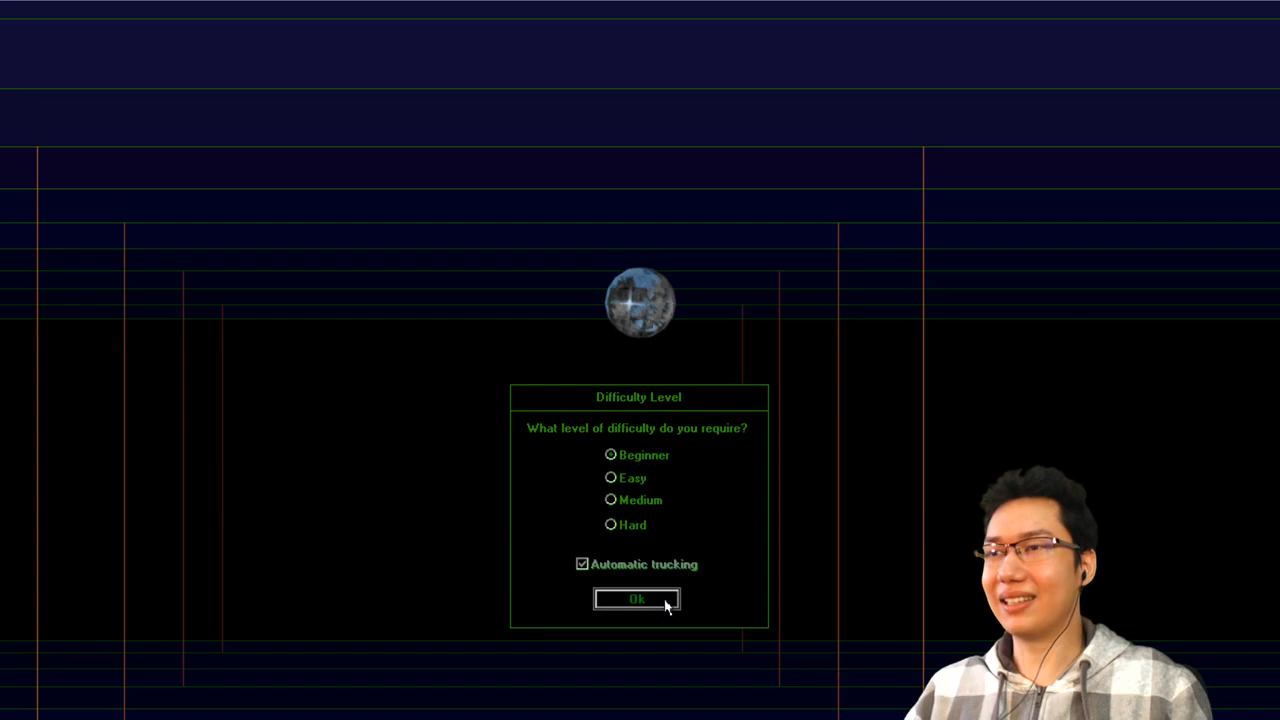 Difficulty Level
What level of difficulty do you require?
Beginner
Easy
Medium
Hard
Automatic trucking
Ok